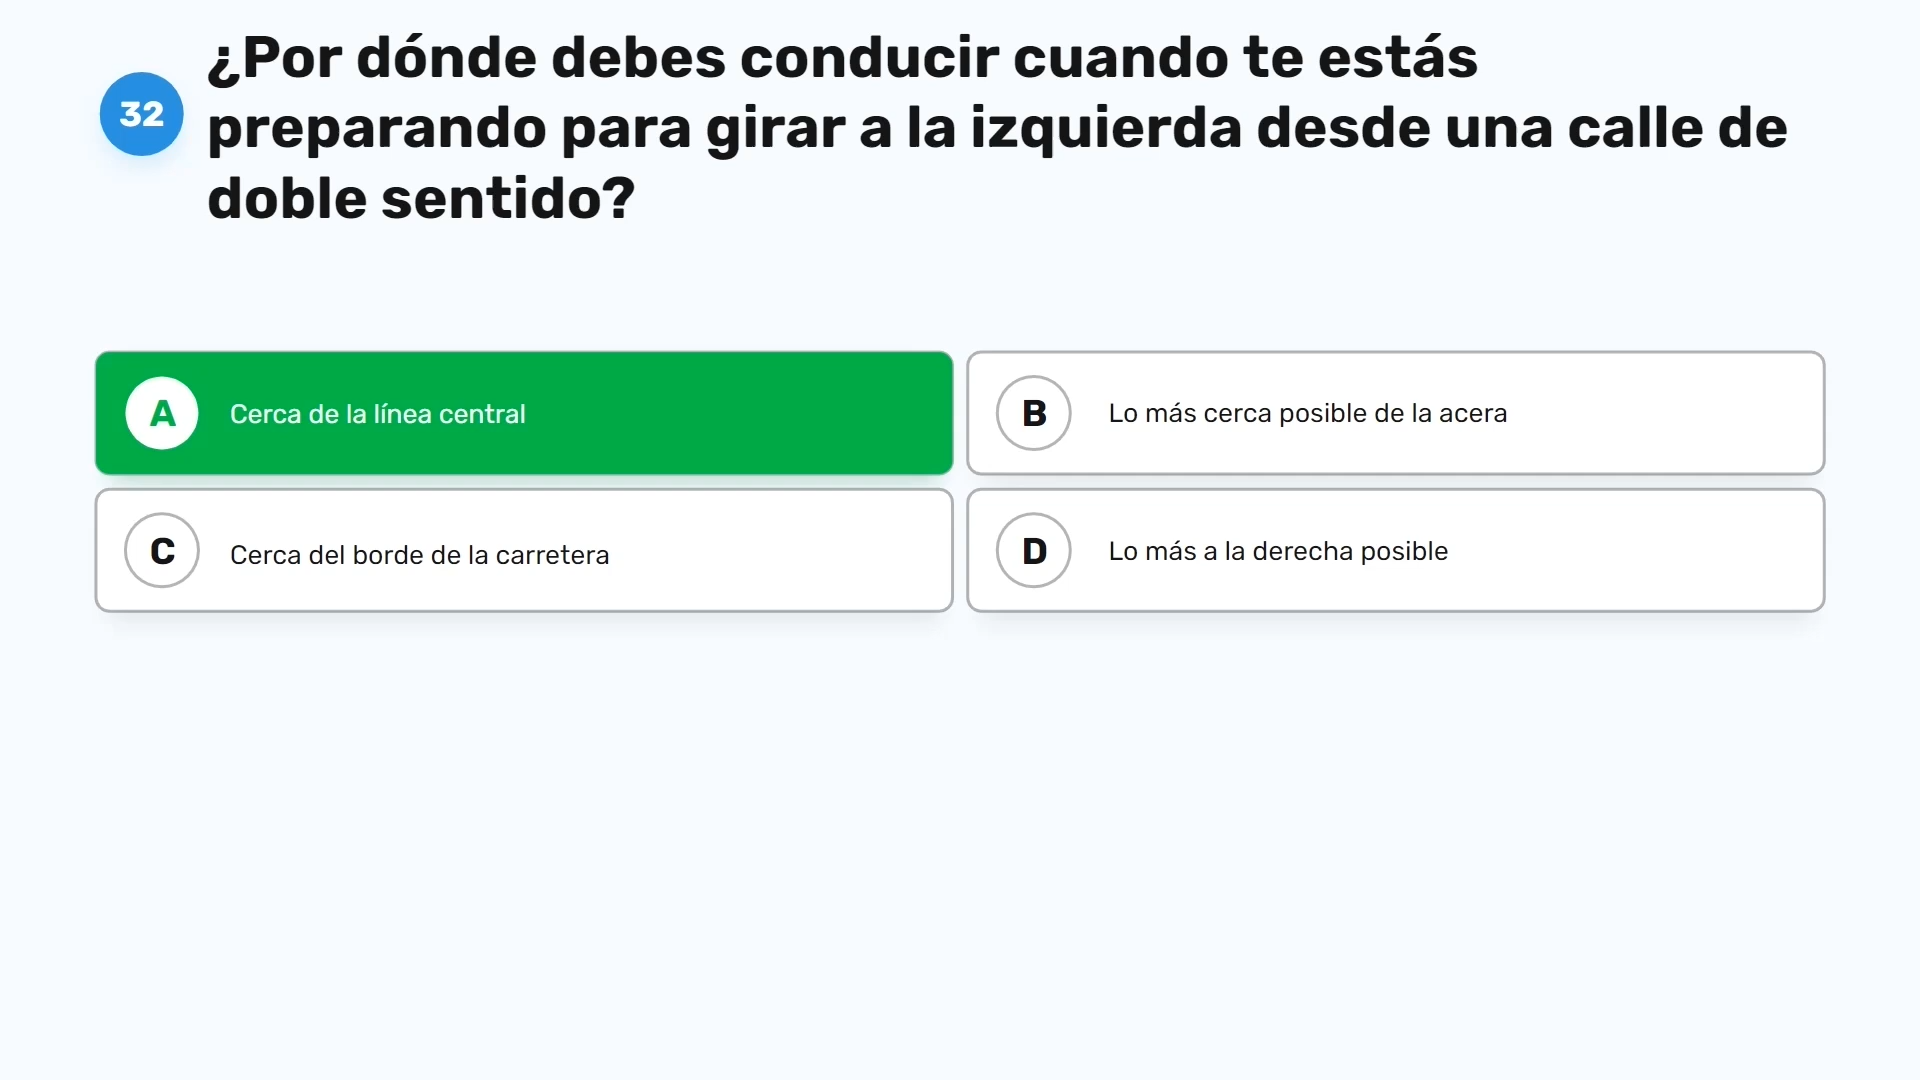 32
¿Por dónde debes conducir cuando te estás
preparando para girar a la izquierda desde una calle de
doble sentido?
A Cerca de la línea central
B Lo más cerca posible de la acera
C Cerca del borde de la carretera
D Lo más a la derecha posible